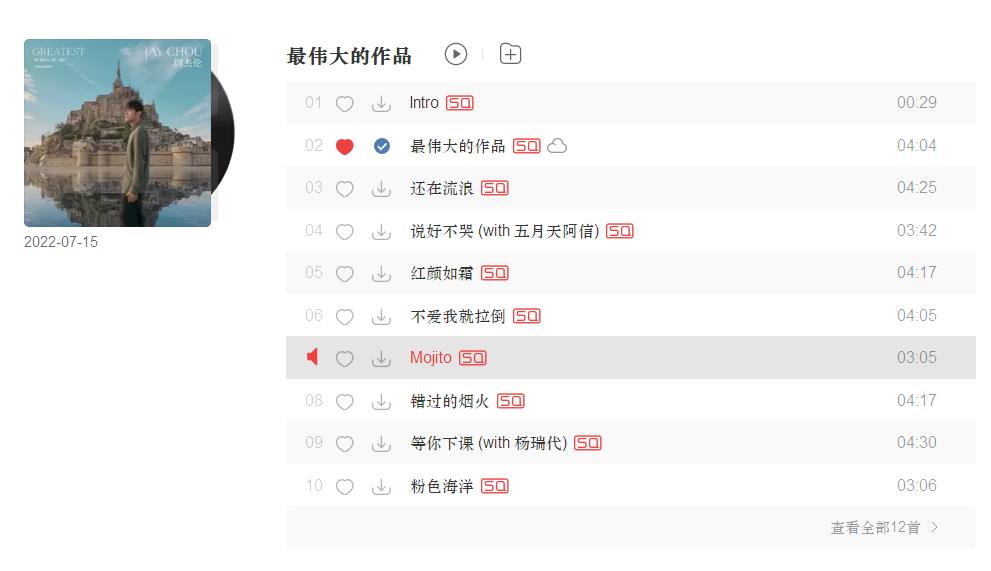 GREATEST
JAY CHOU
周杰伦
2022-07-15
最伟大的作品
01 Intro SQ 00:29
02 最伟大的作品 SQ 04:04
03 还在流浪 SQ 04:25
04 说好不哭 (with 五月天阿信) SQ 03:42
05 红颜如霜 SQ 04:17
06 不爱我就拉倒 SQ 04:05
Mojito SQ 03:05
08 错过的烟火 SQ 04:17
09 等你下课 (with 杨瑞代) SQ 04:30
10 粉色海洋 SQ 03:06
查看全部12首 >